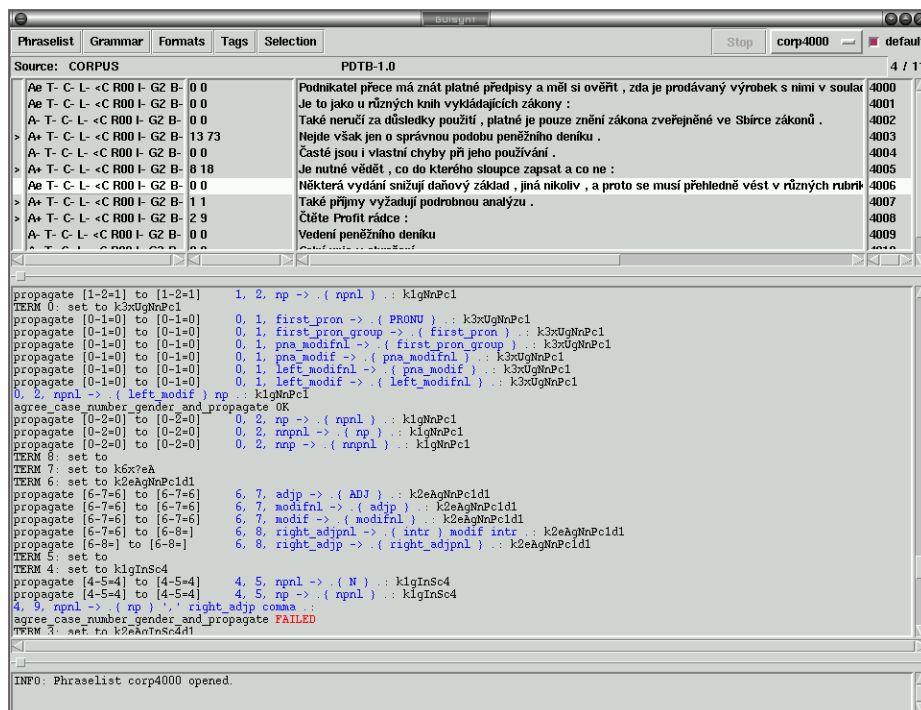 GUIsynt
Phraselist Grammar Formats Tags Selection Stop corp4000 defaul
Source: CORPUS PDTB-1.0 4 / 11
Ae T- C- L- <C R00 I- G2 B- 0 0 Podnikatel přece má znát platné předpisy a měl si ověřit , zda je prodávaný výrobek s nimi v soulad 4000
Ae T- C- L- <C R00 I- G2 B- 0 0 Je to jako u různých knih vykládajících zákony : 4001
Ae T- C- L- <C R00 I- G2 B- 0 0 Také neručí za důsledky použití , platné je pouze znění zákona zveřejněné ve Sbírce zákonů . 4002
> A+ T- C- L- <C R00 I- G2 B- 13 73 Nejde však jen o správnou podobu peněžního deníku . 4003
A- T- C- L- <C R00 I- G2 B- 0 0 Časté jsou i vlastní chyby při jeho používání . 4004
> A+ T- C- L- <C R00 I- G2 B- 8 18 Je nutné vědět , co do kterého sloupce zapsat a co ne : 4005
Ae T- C- L- <C R00 I- G2 B- 0 0 Některá vydání snižují daňový základ , jiná nikoliv , a proto se musí přehledně vést v různých rubrik 4006
> A+ T- C- L- <C R00 I- G2 B- 1 1 Také příjmy vyžadují podrobnou analýzu . 4007
> A+ T- C- L- <C R00 I- G2 B- 2 9 Čtěte Profit rádce : 4008
A- T- C- L- <C R00 I- G2 B- 0 0 Vedení peněžního deníku 4009
propagate [1-2=1] to [1-2=1] 1, 2, np -> .{ npnl } .: k1gNnPc1
TERM 0: set to k3xUgNnPc1
propagate [0-1=0] to [0-1=0] 0, 1, first_pron -> .{ PRONU } .: k3xUgNnPc1
propagate [0-1=0] to [0-1=0] 0, 1, first_pron_group -> .{ first_pron } .: k3xUgNnPc1
propagate [0-1=0] to [0-1=0] 0, 1, pna_modifnl -> .{ first_pron_group } .: k3xUgNnPc1
propagate [0-1=0] to [0-1=0] 0, 1, pna_modif -> .{ pna_modifnl } .: k3xUgNnPc1
propagate [0-1=0] to [0-1=0] 0, 1, left_modifnl -> .{ pna_modif } .: k3xUgNnPc1
propagate [0-1=0] to [0-1=0] 0, 1, left_modif -> .{ left_modifnl } .: k3xUgNnPc1
0, 2, npnl -> .{ left_modif } np .: k1gNnPc1
agree_case_number_gender_and_propagate OK
propagate [0-2=0] to [0-2=0] 0, 2, np -> .{ npnl } .: k1gNnPc1
propagate [0-2=0] to [0-2=0] 0, 2, nnpnl -> .{ np } .: k1gNnPc1
propagate [0-2=0] to [0-2=0] 0, 2, nnp -> .{ nnpnl } .: k1gNnPc1
TERM 8: set to
TERM 7: set to k6x?eA
TERM 6: set to k2eAgNnPc1d1
propagate [6-7=6] to [6-7=6] 6, 7, adjp -> .{ ADJ } .: k2eAgNnPc1d1
propagate [6-7=6] to [6-7=6] 6, 7, modifnl -> .{ adjp } .: k2eAgNnPc1d1
propagate [6-7=6] to [6-7=6] 6, 7, modif -> .{ modifnl } .: k2eAgNnPc1d1
propagate [6-7=6] to [6-8=] 6, 8, right_adjpnl -> .{ intr } modif intr .: k2eAgNnPc1d1
propagate [6-8=] to [6-8=] 6, 8, right_adjp -> .{ right_adjpnl } .: k2eAgNnPc1d1
TERM 5: set to
TERM 4: set to k1gInSc4
propagate [4-5=4] to [4-5=4] 4, 5, npnl -> .{ N } .: k1gInSc4
propagate [4-5=4] to [4-5=4] 4, 5, np -> .{ npnl } .: k1gInSc4
4, 9, npnl -> .{ np } ',' right_adjp comma .:
agree_case_number_gender_and_propagate FAILED
TERM 3: set to k2eAgInSc4d1
INFO: Phraselist corp4000 opened.